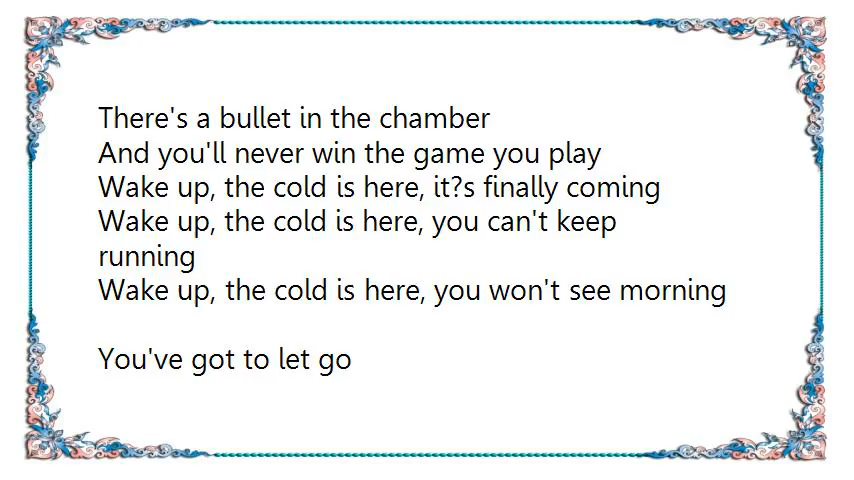 There's a bullet in the chamber
And you'll never win the game you play
Wake up, the cold is here, it?s finally coming
Wake up, the cold is here, you can't keep
running
Wake up, the cold is here, you won't see morning
You've got to let go